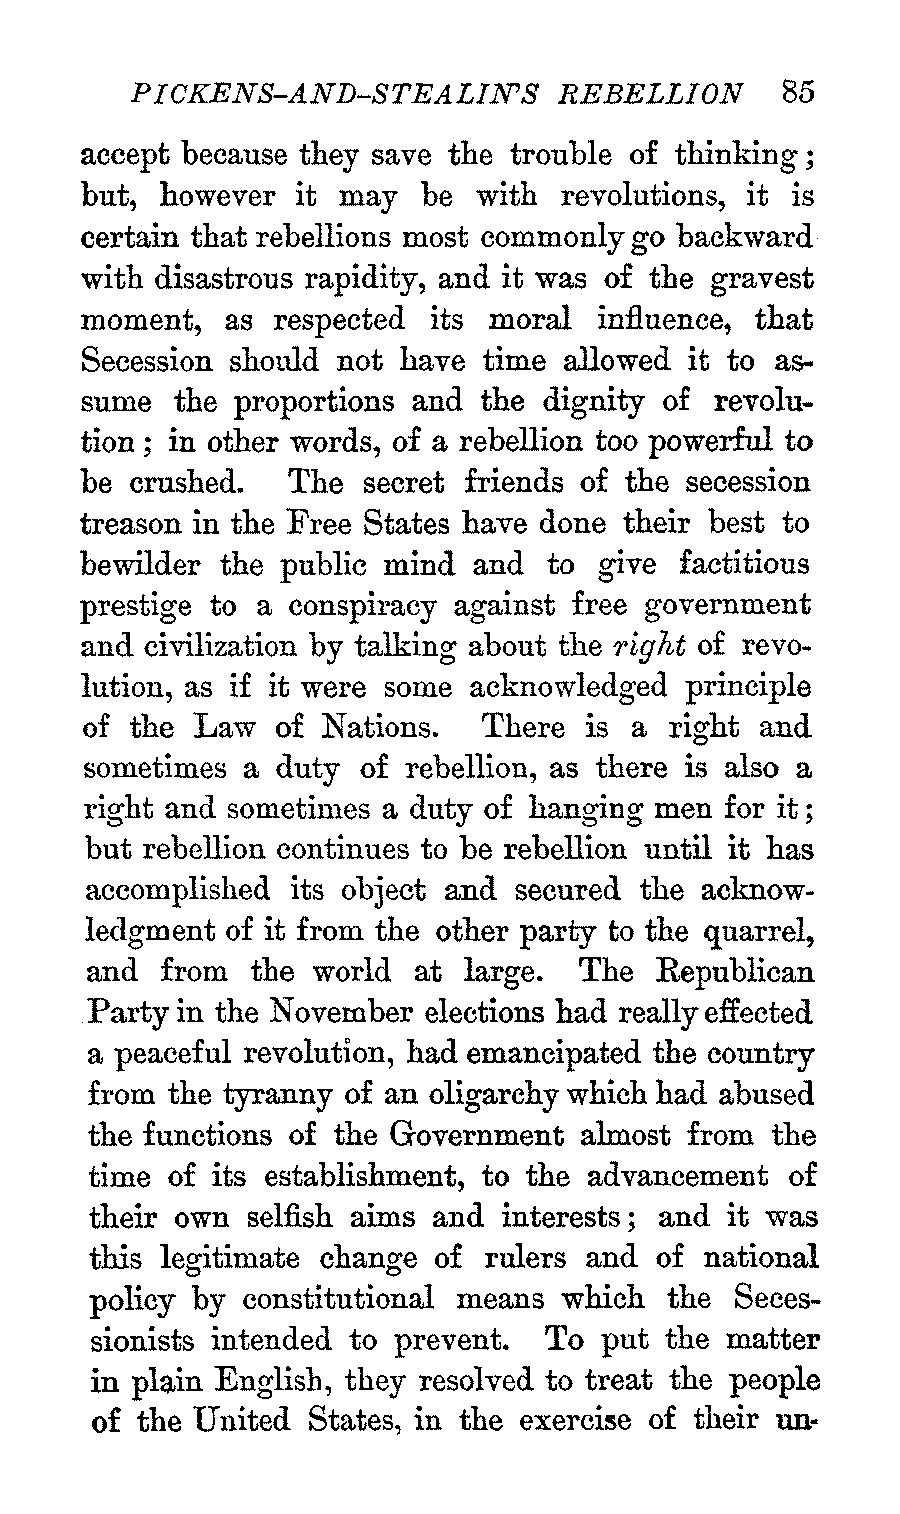 PICKENS-AND-STEALIN'S REBELLION 85
accept because they save the trouble of thinking;
but, however it may be with revolutions, it is
certain that rebellions most commonly go backward
with disastrous rapidity, and it was of the gravest
moment, as respected its moral influence, that
Secession should not have time allowed it to as-
sume the proportions and the dignity of revolu-
tion; in other words, of a rebellion too powerful to
be crushed. The secret friends of the secession
treason in the Free States have done their best to
bewilder the public mind and to give factitious
prestige to a conspiracy against free government
and civilization by talking about the right of revo-
lution, as if it were some acknowledged principle
of the Law of Nations. There is a right and
sometimes a duty of rebellion, as there is also a
right and sometimes a duty of hanging men for it;
but rebellion continues to be rebellion until it has
accomplished its object and secured the acknow-
ledgment of it from the other party to the quarrel,
and from the world at large. The Republican
Party in the November elections had really effected
a peaceful revolution, had emancipated the country
from the tyranny of an oligarchy which had abused
the functions of the Government almost from the
time of its establishment, to the advancement of
their own selfish aims and interests; and it was
this legitimate change of rulers and of national
policy by constitutional means which the Seces-
sionists intended to prevent. To put the matter
in plain English, they resolved to treat the people
of the United States, in the exercise of their un-